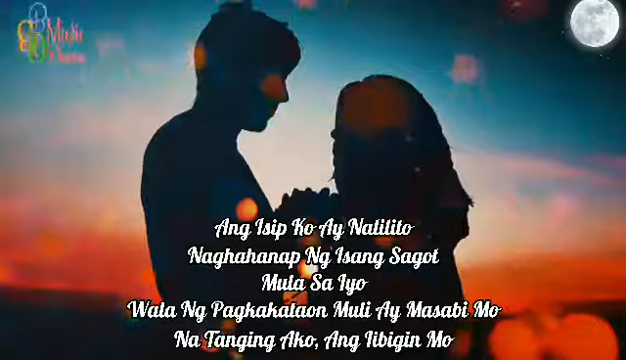 Music
Ang Isip Ko Ay Nalilito
Naghahanap Ng Isang Sagot
Mula Sa Iyo
Wala Ng Pagkakataon Muli Ay Masabi Mo
Na Tanging Ako, Ang Iibigin Mo